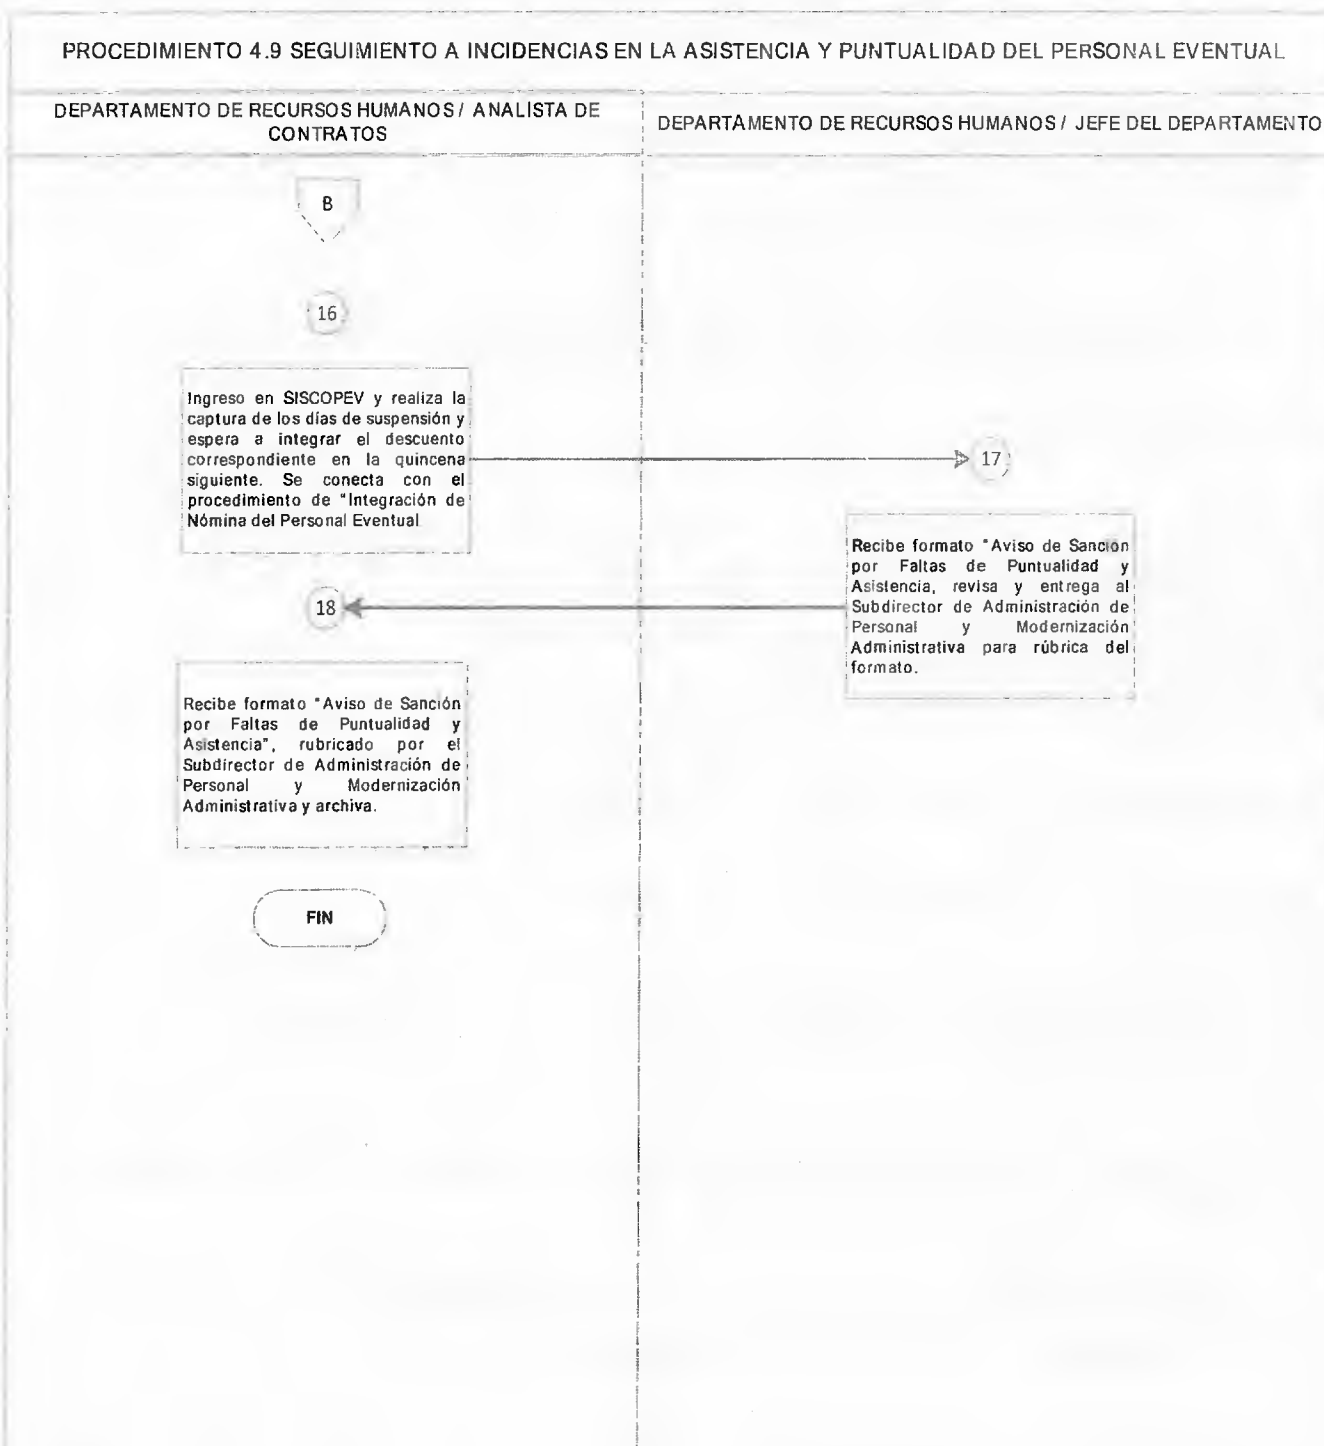 PROCEDIMIENTO 4.9 SEGUIMIENTO A INCIDENCIAS EN LA ASISTENCIA Y PUNTUALIDAD DEL PERSONAL EVENTUAL
DEPARTAMENTO DE RECURSOS HUMANOS / ANALISTA DE
CONTRATOS
DEPARTAMENTO DE RECURSOS HUMANOS / JEFE DEL DEPARTAMENTO
B
16
Ingreso en SISCOPEV y realiza la
captura de los días de suspensión y
espera a integrar el descuento
correspondiente en la quincena
siguiente. Se conecta con el
procedimiento de "Integración de
Nómina del Personal Eventual
17
Recibe formato "Aviso de Sanción
por Faltas de Puntualidad y
Asistencia, revisa y entrega al
Subdirector de Administración de
Personal y Modernización
Administrativa para rúbrica del
formato.
18
Recibe formato "Aviso de Sanción
por Faltas de Puntualidad y
Asistencia", rubricado por el
Subdirector de Administración de
Personal y Modernización
Administrativa y archiva.
FIN